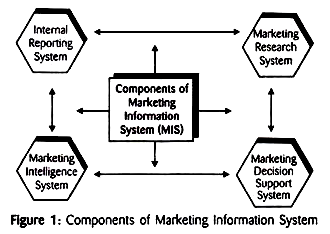 Internal
Reporting
System
Marketing
Research
System
Components of
Marketing
Information
System (MIS)
Marketing
Intelligence
System
Marketing
Decision
Support
System
Figure 1: Components of Marketing Information System